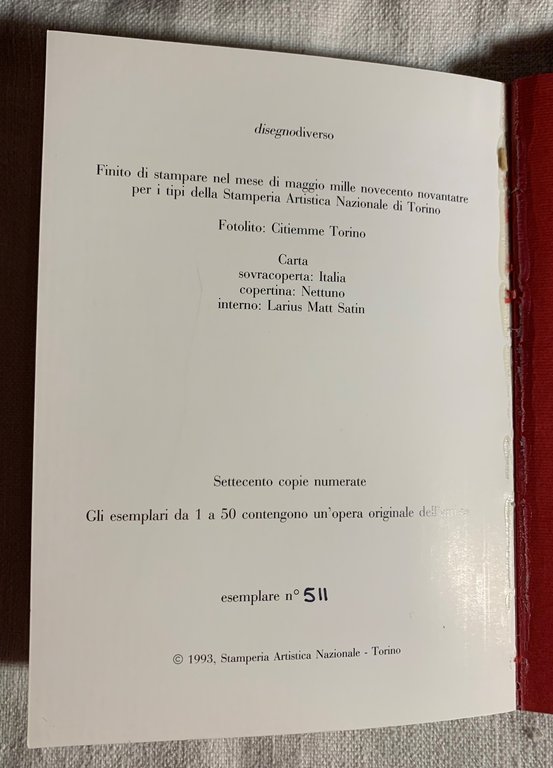 disegnodiverso
Finito di stampare nel mese di maggio mille novecento novantatre
per i tipi della Stamperia Artistica Nazionale di Torino
Fotolito: Citiemme Torino
Carta
sovracoperta: Italia
copertina: Nettuno
interno: Larius Matt Satin
Settecento copie numerate
Gli esemplari da 1 a 50 contengono un'opera originale
esemplare n° 511
© 1993, Stamperia Artistica Nazionale - Torino